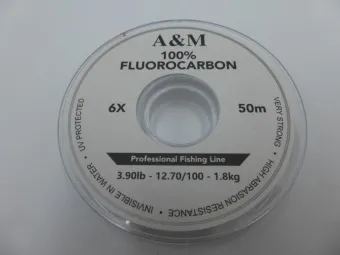 A&M
100%
FLUOROCARBON
6X
50m
Professional Fishing Line
3.90lb - 12.70/100 - 1.8kg
VERY STRONG • HIGH ABRASION RESISTANCE • INVISIBLE IN WATER • UV PROTECTED